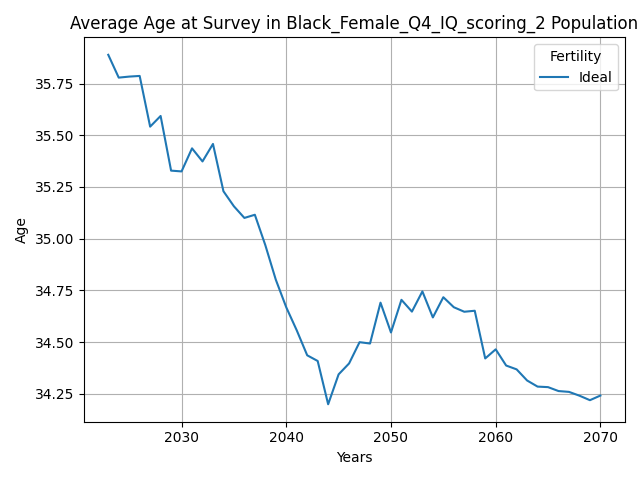 Average Age at Survey in Black_Female_Q4_IQ_scoring_2 Population
Fertility
Ideal
35.75
35.50
35.25
35.00
34.75
34.50
34.25
Age
2030 2040 2050 2060 2070
Years